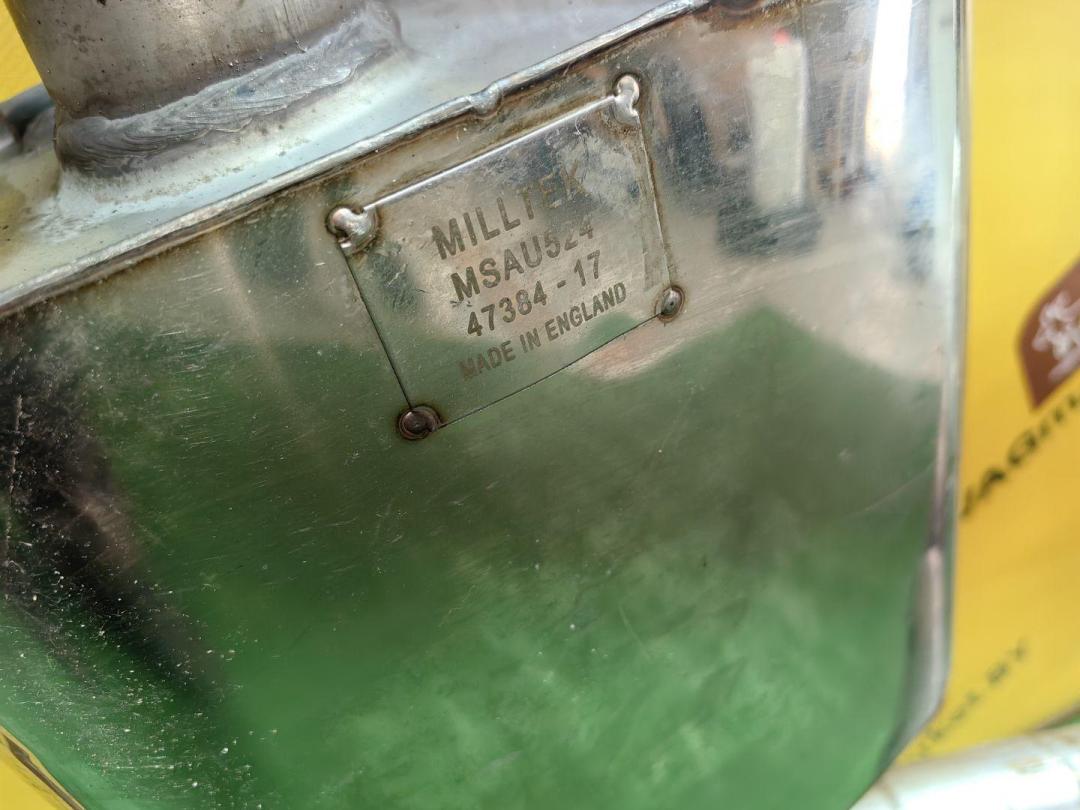 MILLTEK
MSAU524
47384 - 17
MADE IN ENGLAND